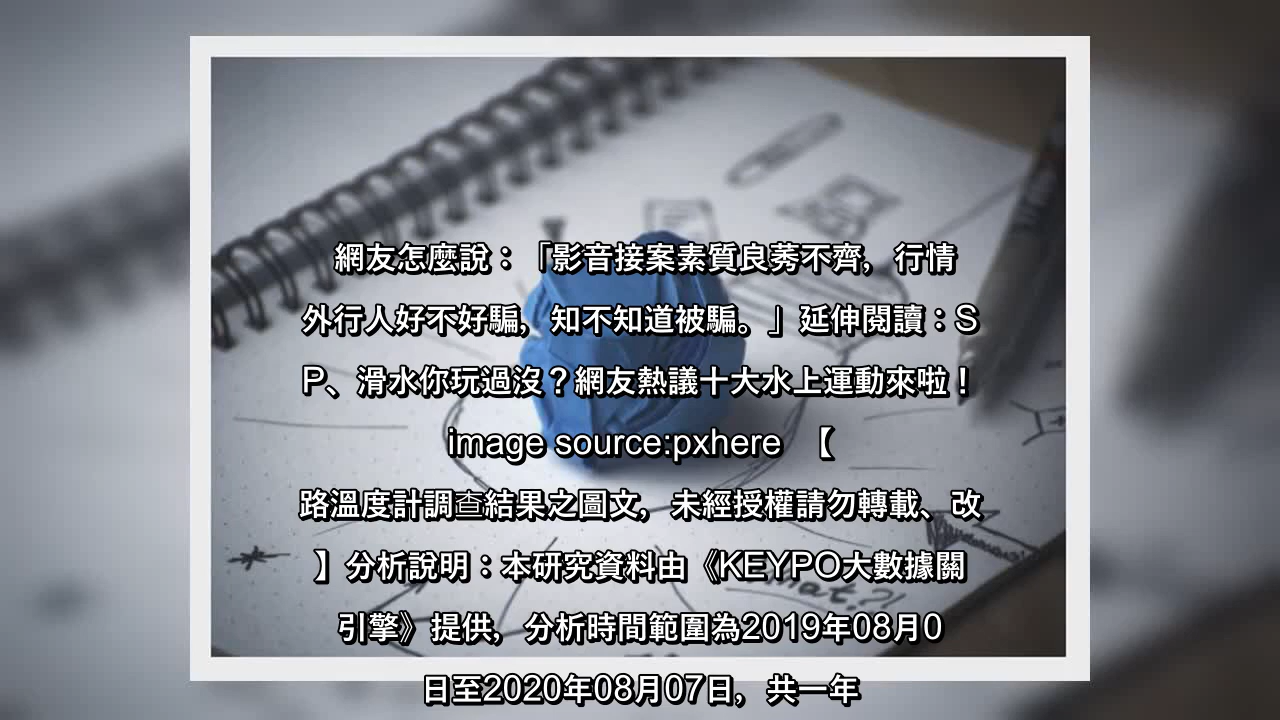 網友怎麼說：「影音接案素質良莠不齊，行情
外行人好不好騙，知不知道被騙。」延伸閱讀：S
P、滑水你玩過沒？網友熱議十大水上運動來啦！
image source:pxhere 【
路溫度計調查結果之圖文，未經授權請勿轉載、改
】分析說明：本研究資料由《KEYPO大數據關
引擎》提供，分析時間範圍為2019年08月0
日至2020年08月07日，共一年
what?!